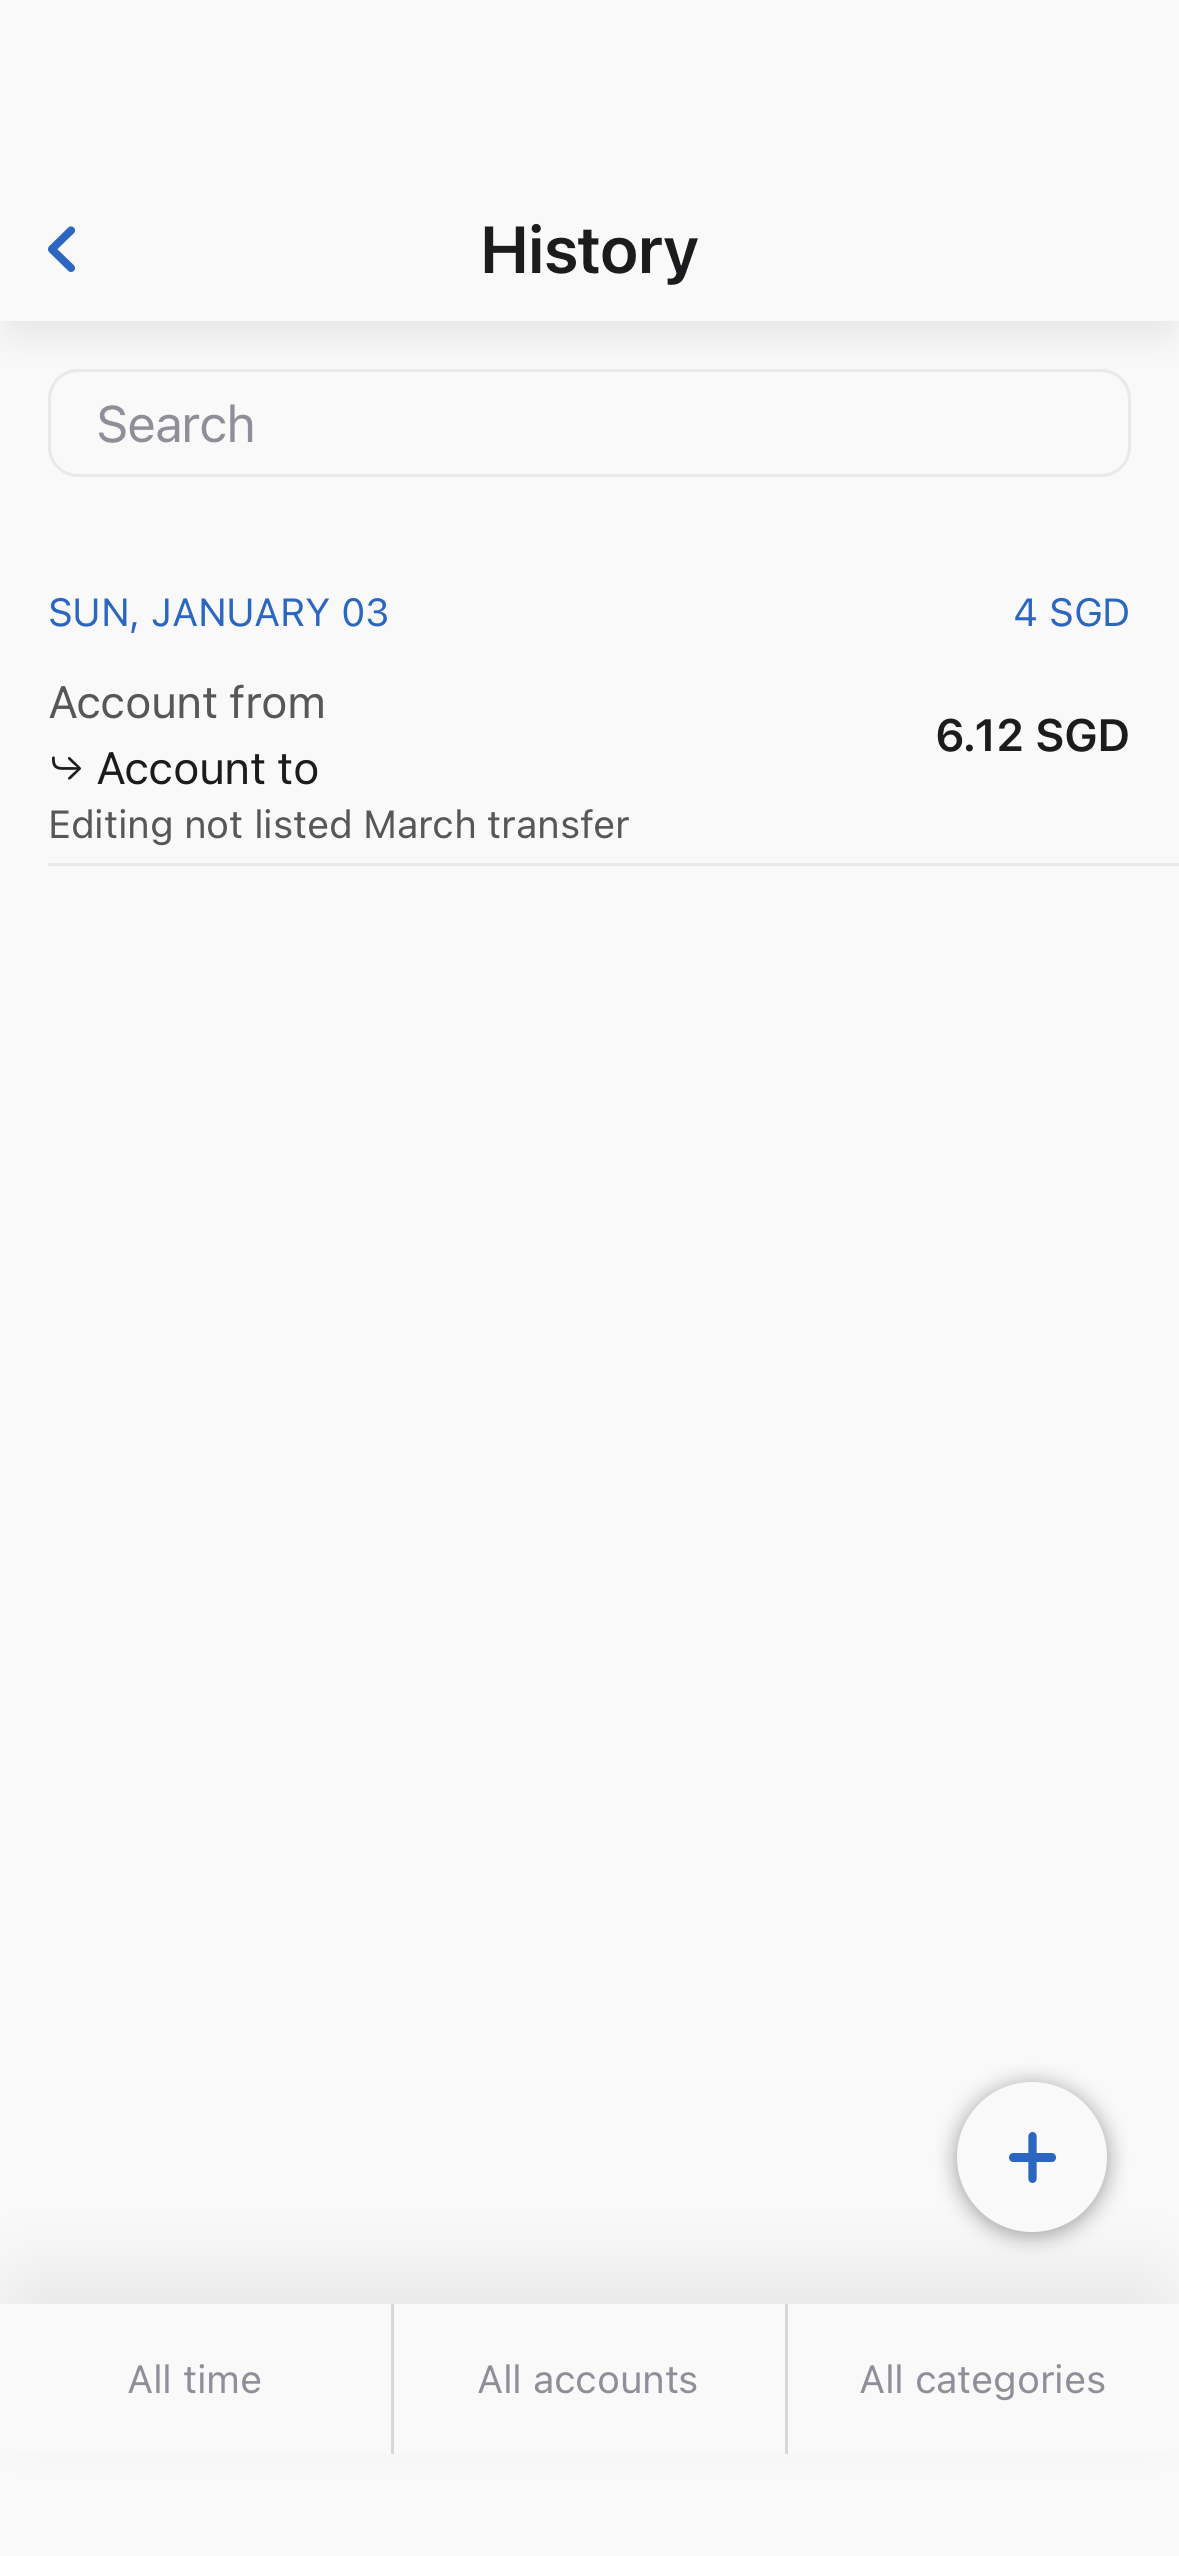 History
Search
SUN, JANUARY 03
4 SGD
Account from
6.12 SGD
Account to
Editing not listed March transfer
All time
All accounts
All categories